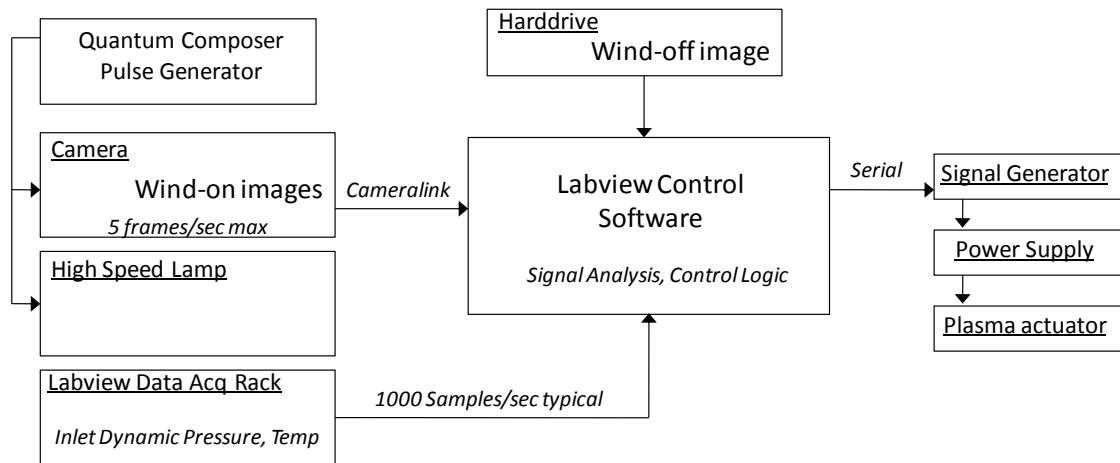 Quantum Composer
Pulse Generator
Harddrive
Wind-off image
Camera
Wind-on images
5 frames/sec max
Cameralink
Labview Control
Software
Signal Analysis, Control Logic
Serial
Signal Generator
Power Supply
Plasma actuator
High Speed Lamp
Labview Data Acq Rack
Inlet Dynamic Pressure, Temp
1000 Samples/sec typical